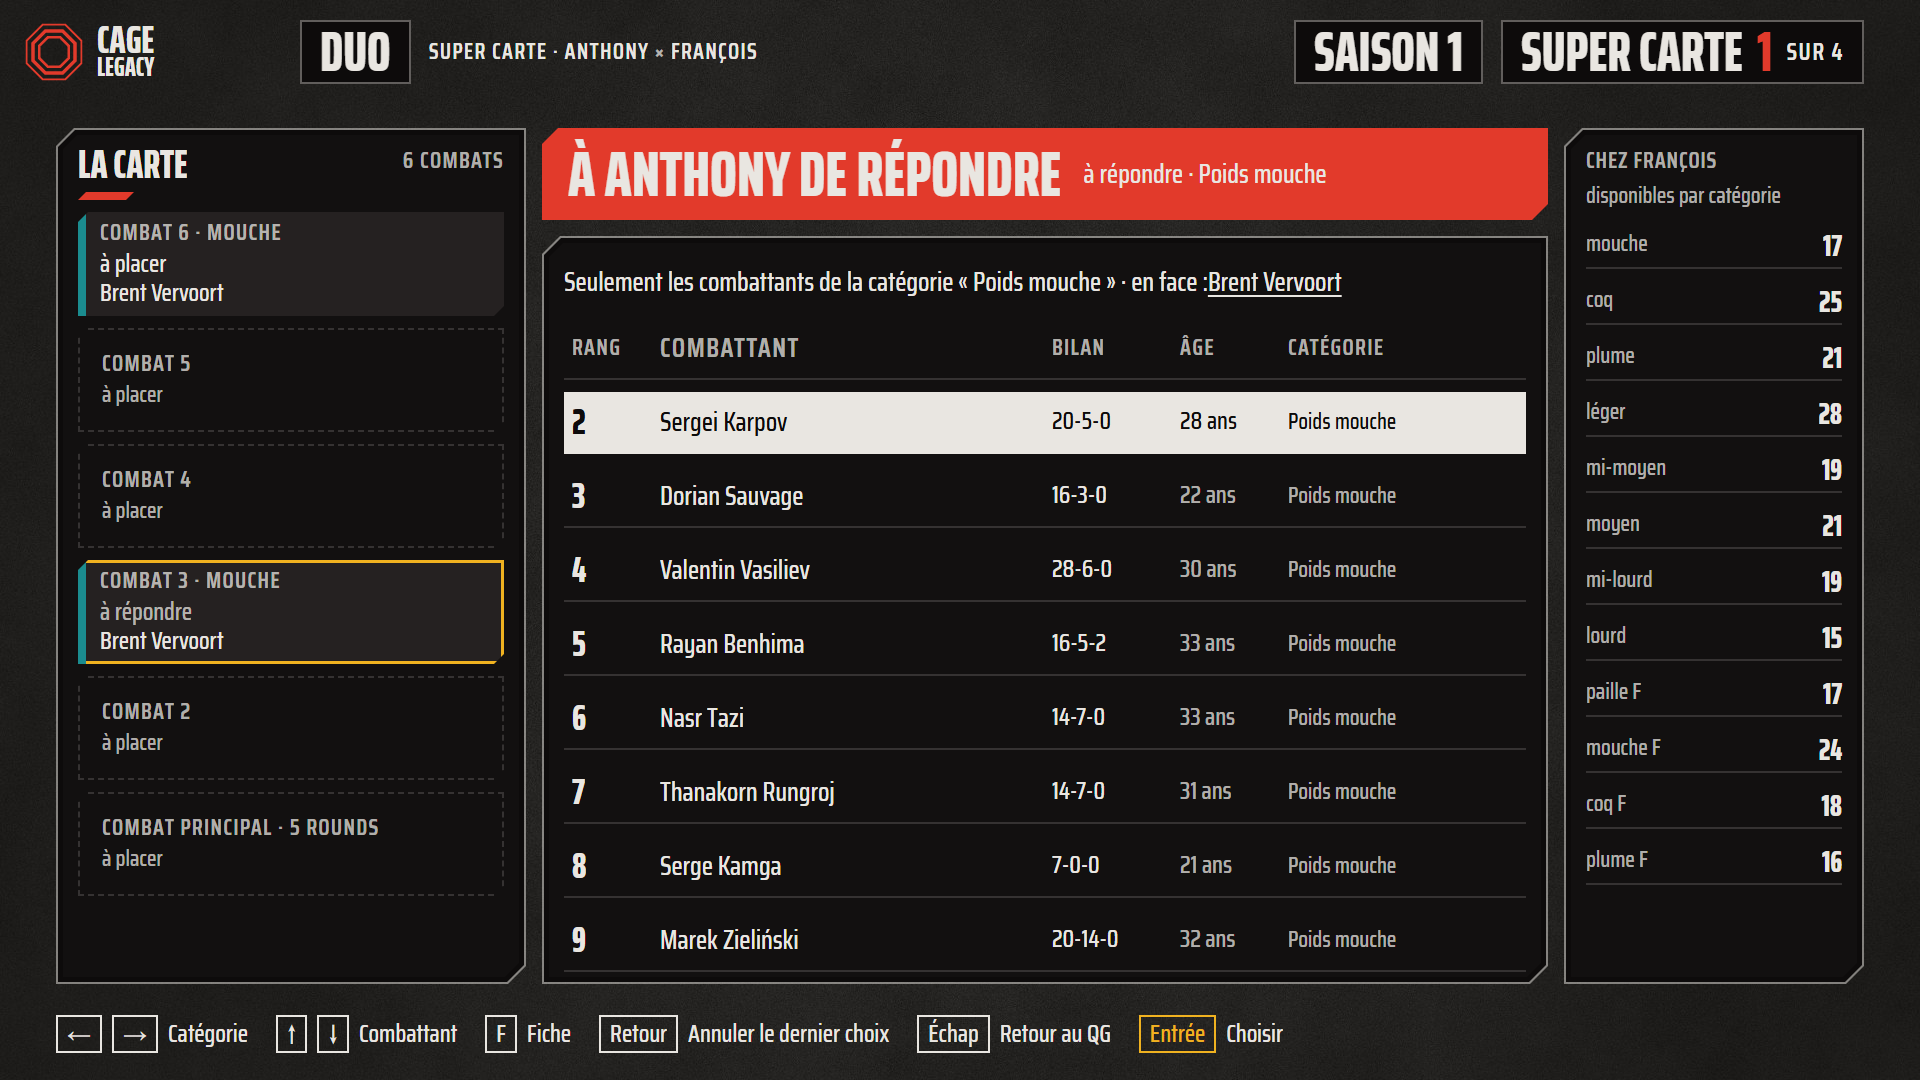 CAGE
LEGACY
DUO
SUPER CARTE · ANTHONY × FRANÇOIS
SAISON 1
SUPER CARTE 1 SUR 4
LA CARTE
6 COMBATS
COMBAT 6 · MOUCHE
à placer
Brent Vervoort
COMBAT 5
à placer
COMBAT 4
à placer
COMBAT 3 · MOUCHE
à répondre
Brent Vervoort
COMBAT 2
à placer
COMBAT PRINCIPAL · 5 ROUNDS
à placer
À ANTHONY DE RÉPONDRE
à répondre · Poids mouche
Seulement les combattants de la catégorie « Poids mouche » · en face :Brent Vervoort
RANG COMBATTANT BILAN ÂGE CATÉGORIE
2 Sergei Karpov 20-5-0 28 ans Poids mouche
3 Dorian Sauvage 16-3-0 22 ans Poids mouche
4 Valentin Vasiliev 28-6-0 30 ans Poids mouche
5 Rayan Benhima 16-5-2 33 ans Poids mouche
6 Nasr Tazi 14-7-0 33 ans Poids mouche
7 Thanakorn Rungroj 14-7-0 31 ans Poids mouche
8 Serge Kamga 7-0-0 21 ans Poids mouche
9 Marek Zieliński 20-14-0 32 ans Poids mouche
CHEZ FRANÇOIS
disponibles par catégorie
mouche 17
coq 25
plume 21
léger 28
mi-moyen 19
moyen 21
mi-lourd 19
lourd 15
paille F 17
mouche F 24
coq F 18
plume F 16
← → Catégorie ↑ ↓ Combattant F Fiche Retour Annuler le dernier choix Échap Retour au QG Entrée Choisir